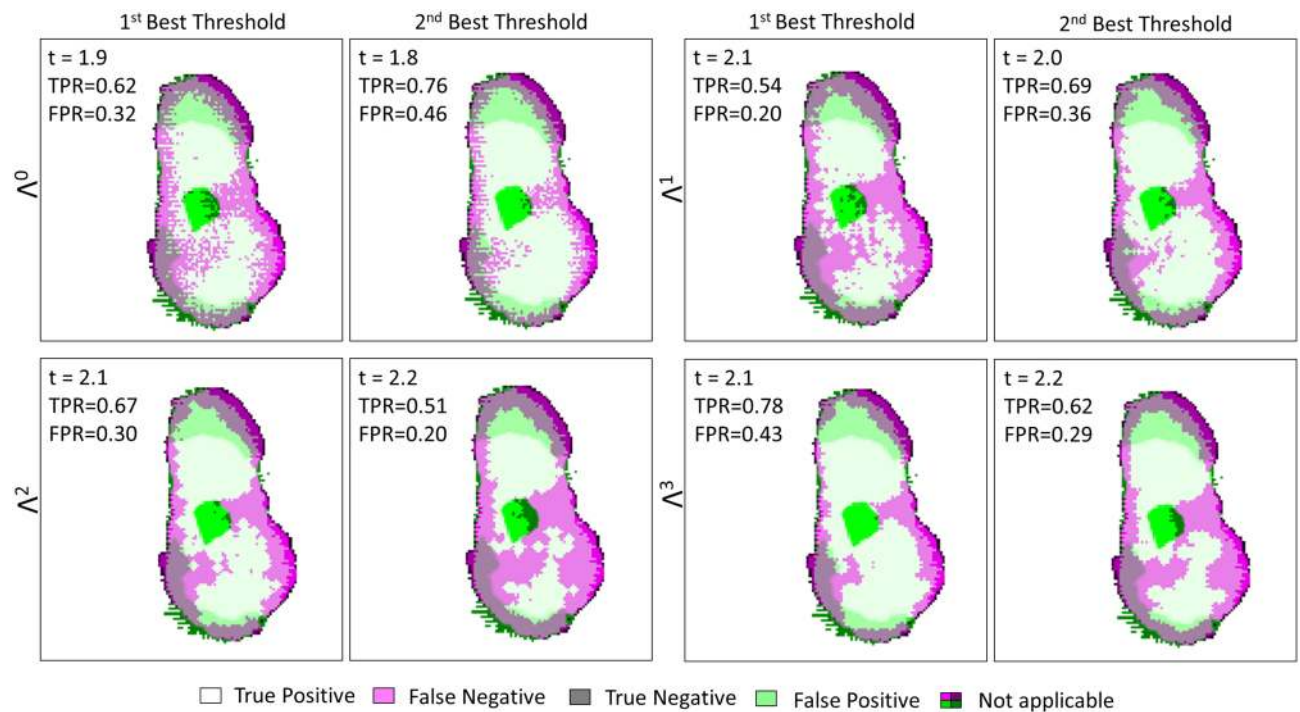 1st Best Threshold 2nd Best Threshold 1st Best Threshold 2nd Best Threshold
Λ0
t = 1.9
TPR=0.62
FPR=0.32
t = 1.8
TPR=0.76
FPR=0.46
Λ1
t = 2.1
TPR=0.54
FPR=0.20
t = 2.0
TPR=0.69
FPR=0.36
Λ2
t = 2.1
TPR=0.67
FPR=0.30
t = 2.2
TPR=0.51
FPR=0.20
Λ3
t = 2.1
TPR=0.78
FPR=0.43
t = 2.2
TPR=0.62
FPR=0.29
True Positive False Negative True Negative False Positive Not applicable